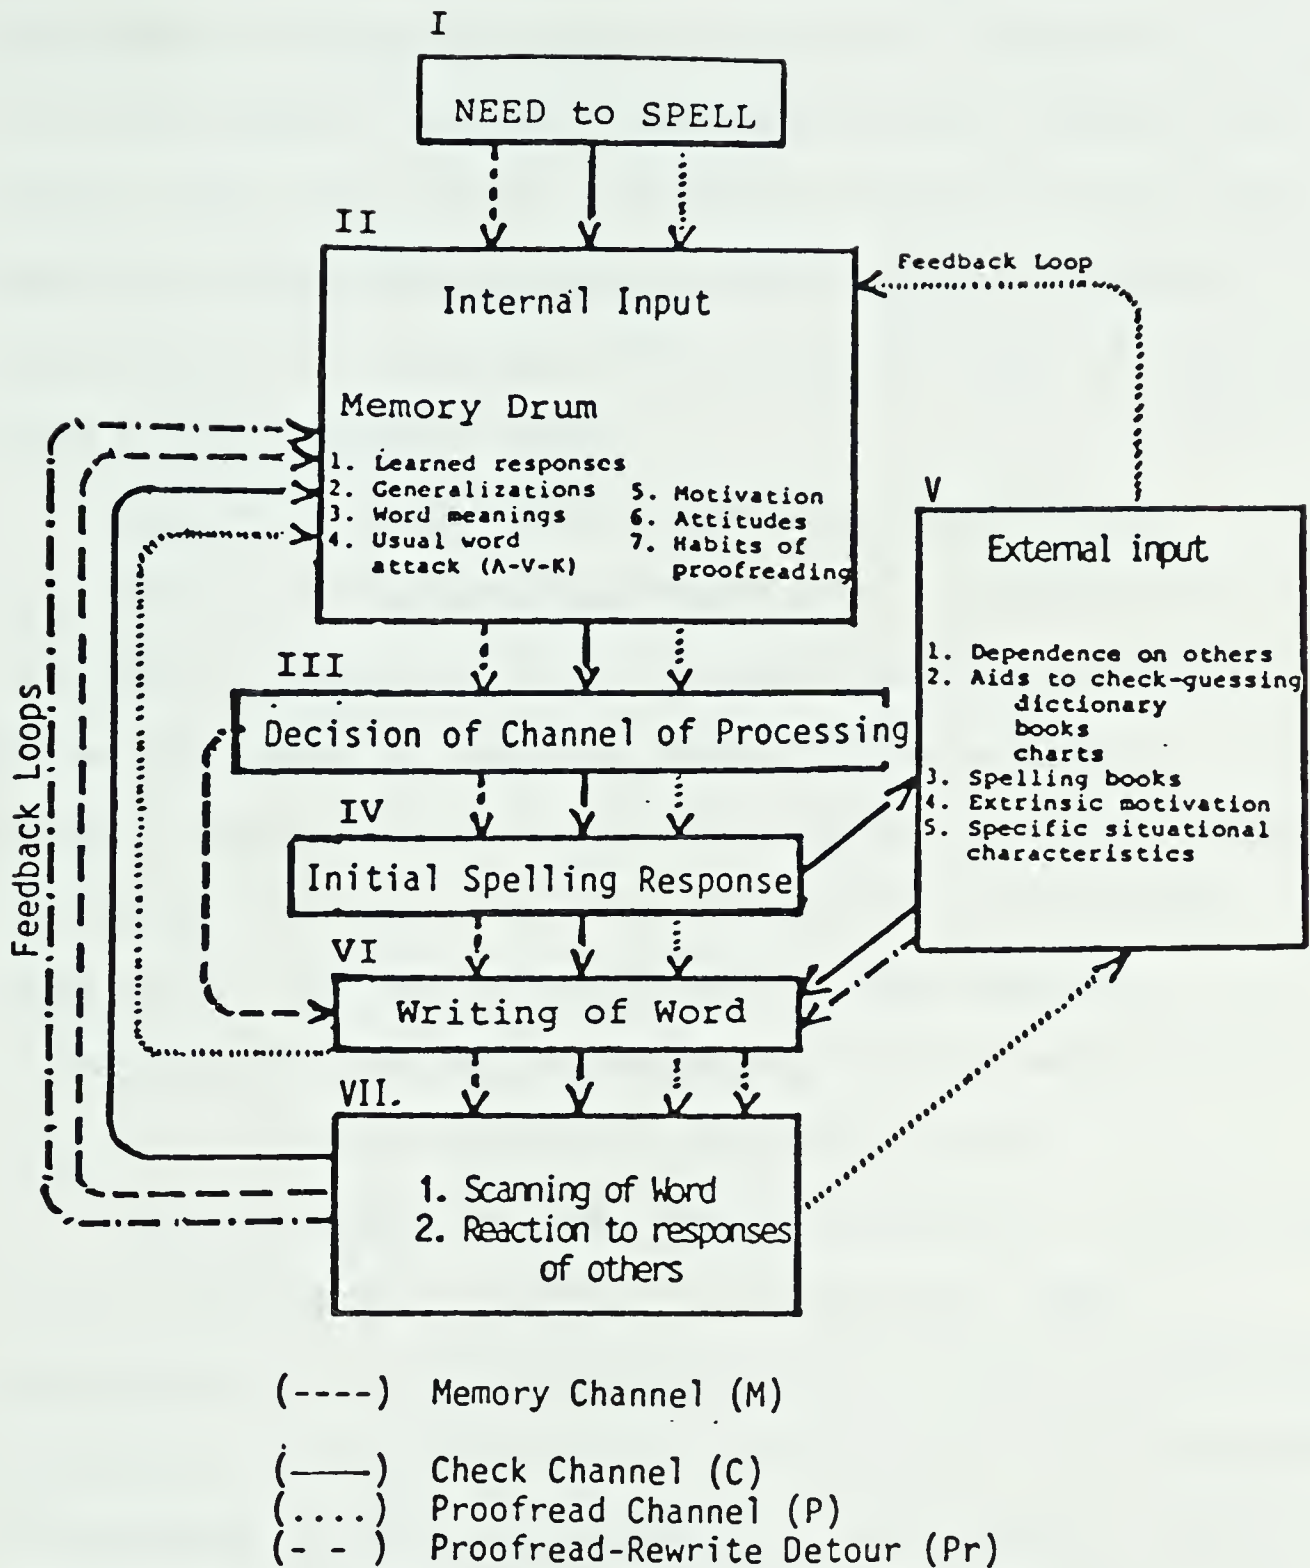 I
NEED to SPELL
II
Feedback Loop
Internal Input
Memory Drum
1. Learned responses
2. Generalizations
3. Word meanings
4. Usual word
attack (A-V-K)
5. Motivation
6. Attitudes
7. Habits of
proofreading
V
External input
1. Dependence on others
2. Aids to check-guessing
dictionary
books
charts
3. Spelling books
4. Extrinsic motivation
5. Specific situational
characteristics
III
Decision of Channel of Processing
IV
Initial Spelling Response
VI
Writing of Word
VII.
1. Scanning of Word
2. Reaction to responses
of others
Feedback Loops
(----) Memory Channel (M)
(——) Check Channel (C)
(....) Proofread Channel (P)
(- - ) Proofread-Rewrite Detour (Pr)